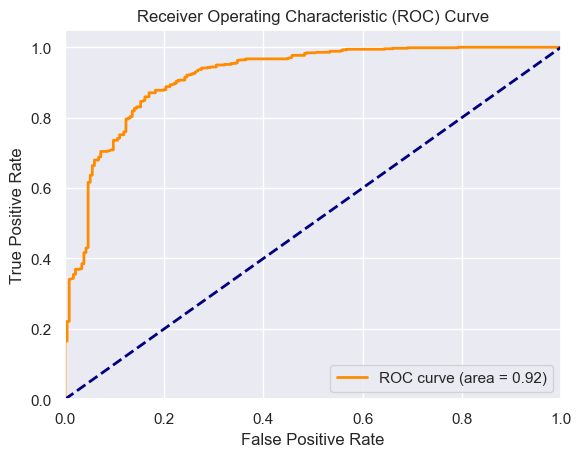 Receiver Operating Characteristic (ROC) Curve
True Positive Rate
1.0
0.8
0.6
0.4
0.2
0.0
ROC curve (area = 0.92)
0.0 0.2 0.4 0.6 0.8 1.0
False Positive Rate